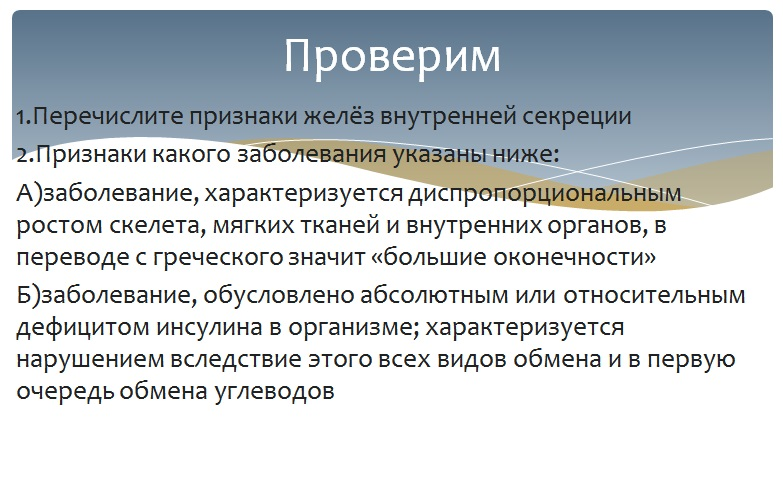 Проверим
1.Перечислите признаки желёз внутренней секреции
2.Признаки какого заболевания указаны ниже:
А)заболевание, характеризуется диспропорциональным
ростом скелета, мягких тканей и внутренних органов, в
переводе с греческого значит «большие оконечности»
Б)заболевание, обусловлено абсолютным или относительным
дефицитом инсулина в организме; характеризуется
нарушением вследствие этого всех видов обмена и в первую
очередь обмена углеводов